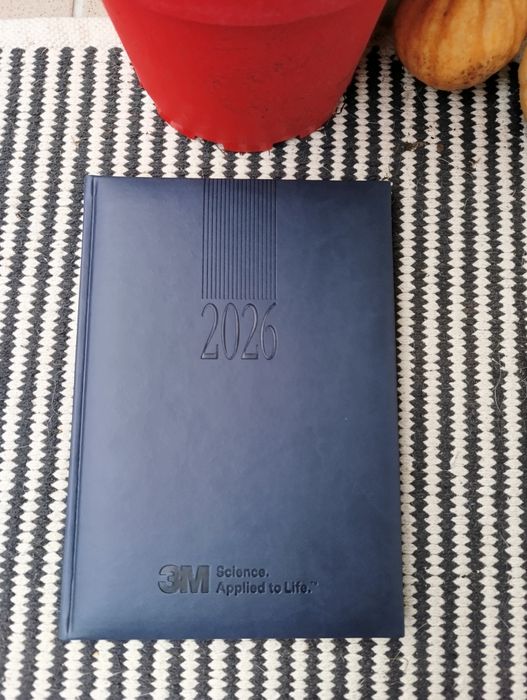 2026
3M Science.
Applied to Life.™